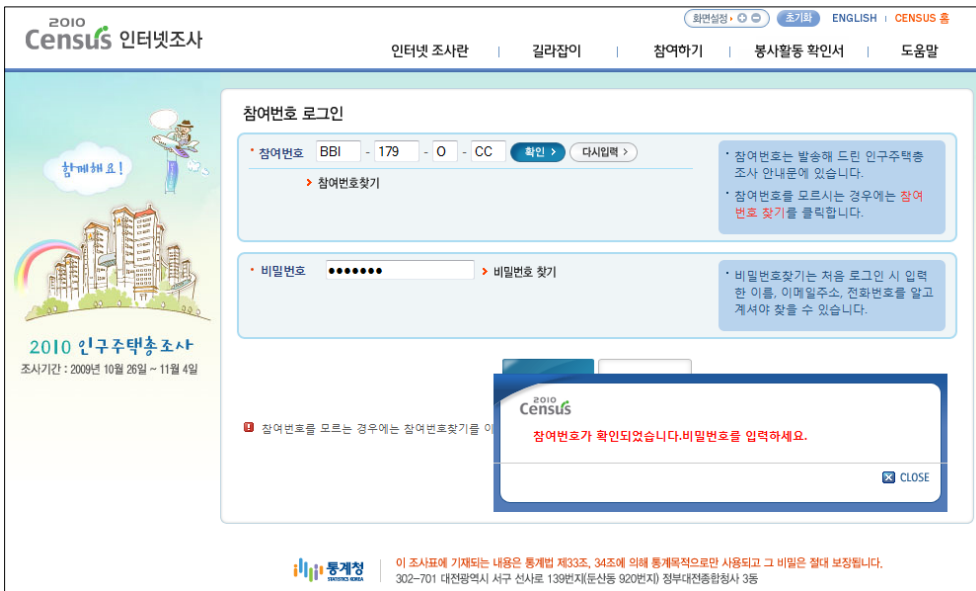 화면설정 초기화 ENGLISH CENSUS 홈
2010
Census 인터넷조사
인터넷 조사란 | 길라잡이 | 참여하기 | 봉사활동 확인서 | 도움말
함께해요!
2010 인구주택총조사
조사기간 : 2009년 10월 26일 ~ 11월 4일
참여번호 로그인
참여번호 BBI - 179 - O - CC 확인 > 다시입력 >
참여번호찾기
· 참여번호는 발송해 드린 인구주택총
조사 안내문에 있습니다.
· 참여번호를 모르시는 경우에는 참여
번호 찾기를 클릭합니다.
비밀번호 ●●●●●●● 비밀번호 찾기
· 비밀번호찾기는 처음 로그인 시 입력
한 이름, 이메일주소, 전화번호를 알고
계셔야 찾을 수 있습니다.
참여번호를 모르는 경우에는 참여번호찾기를 이
2010
Census
참여번호가 확인되었습니다.비밀번호를 입력하세요.
CLOSE
통계청
이 조사표에 기재되는 내용은 통계법 제33조, 34조에 의해 통계목적으로만 사용되고 그 비밀은 절대 보장됩니다.
302-701 대전광역시 서구 선사로 139번지(둔산동 920번지) 정부대전종합청사 3동